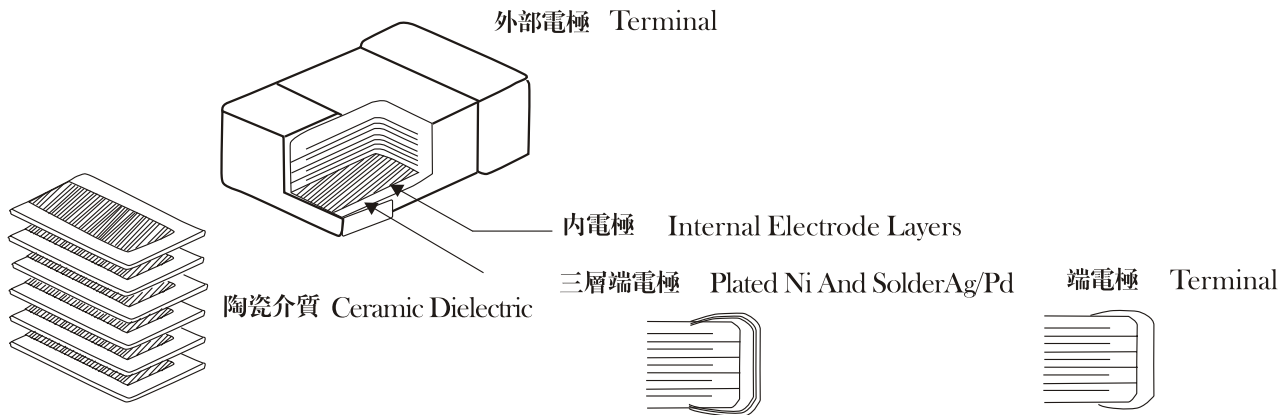 外部電極 Terminal
内電極 Internal Electrode Layers
三層端電極 Plated Ni And SolderAg/Pd
端電極 Terminal
陶瓷介質 Ceramic Dielectric